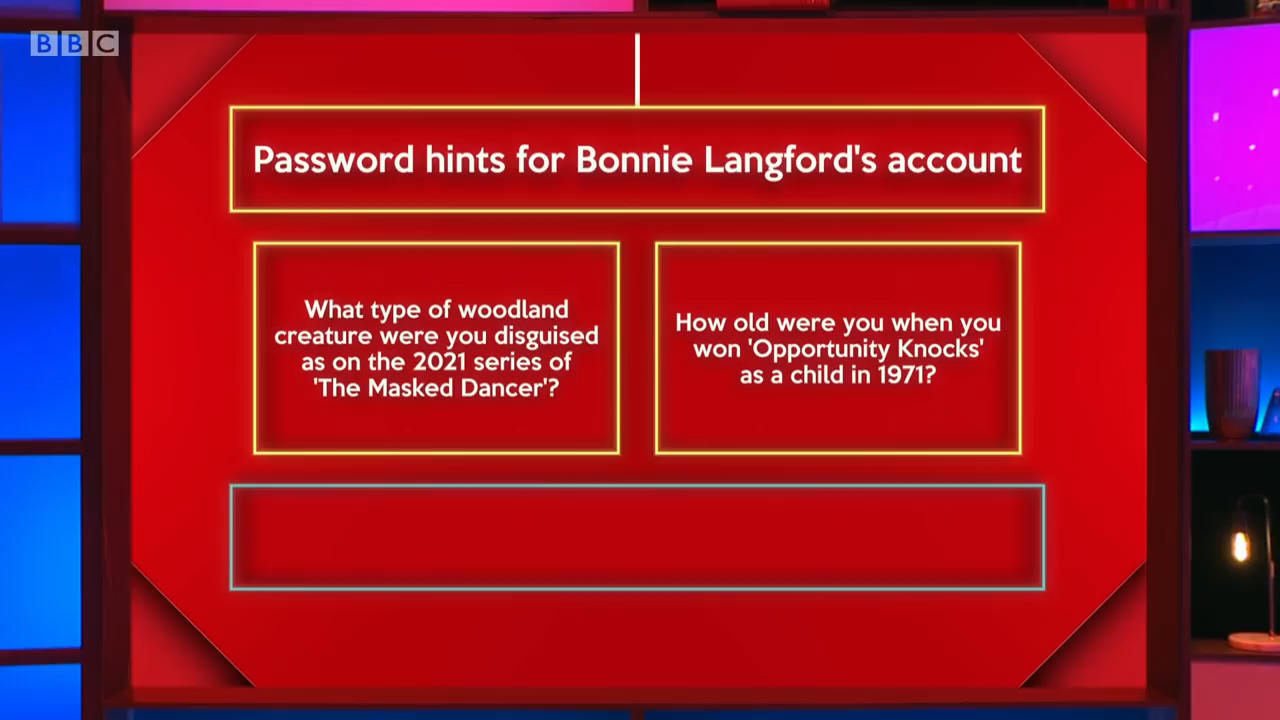 BBC
Password hints for Bonnie Langford's account
What type of woodland
creature were you disguised
as on the 2021 series of
'The Masked Dancer'?
How old were you when you
won 'Opportunity Knocks'
as a child in 1971?